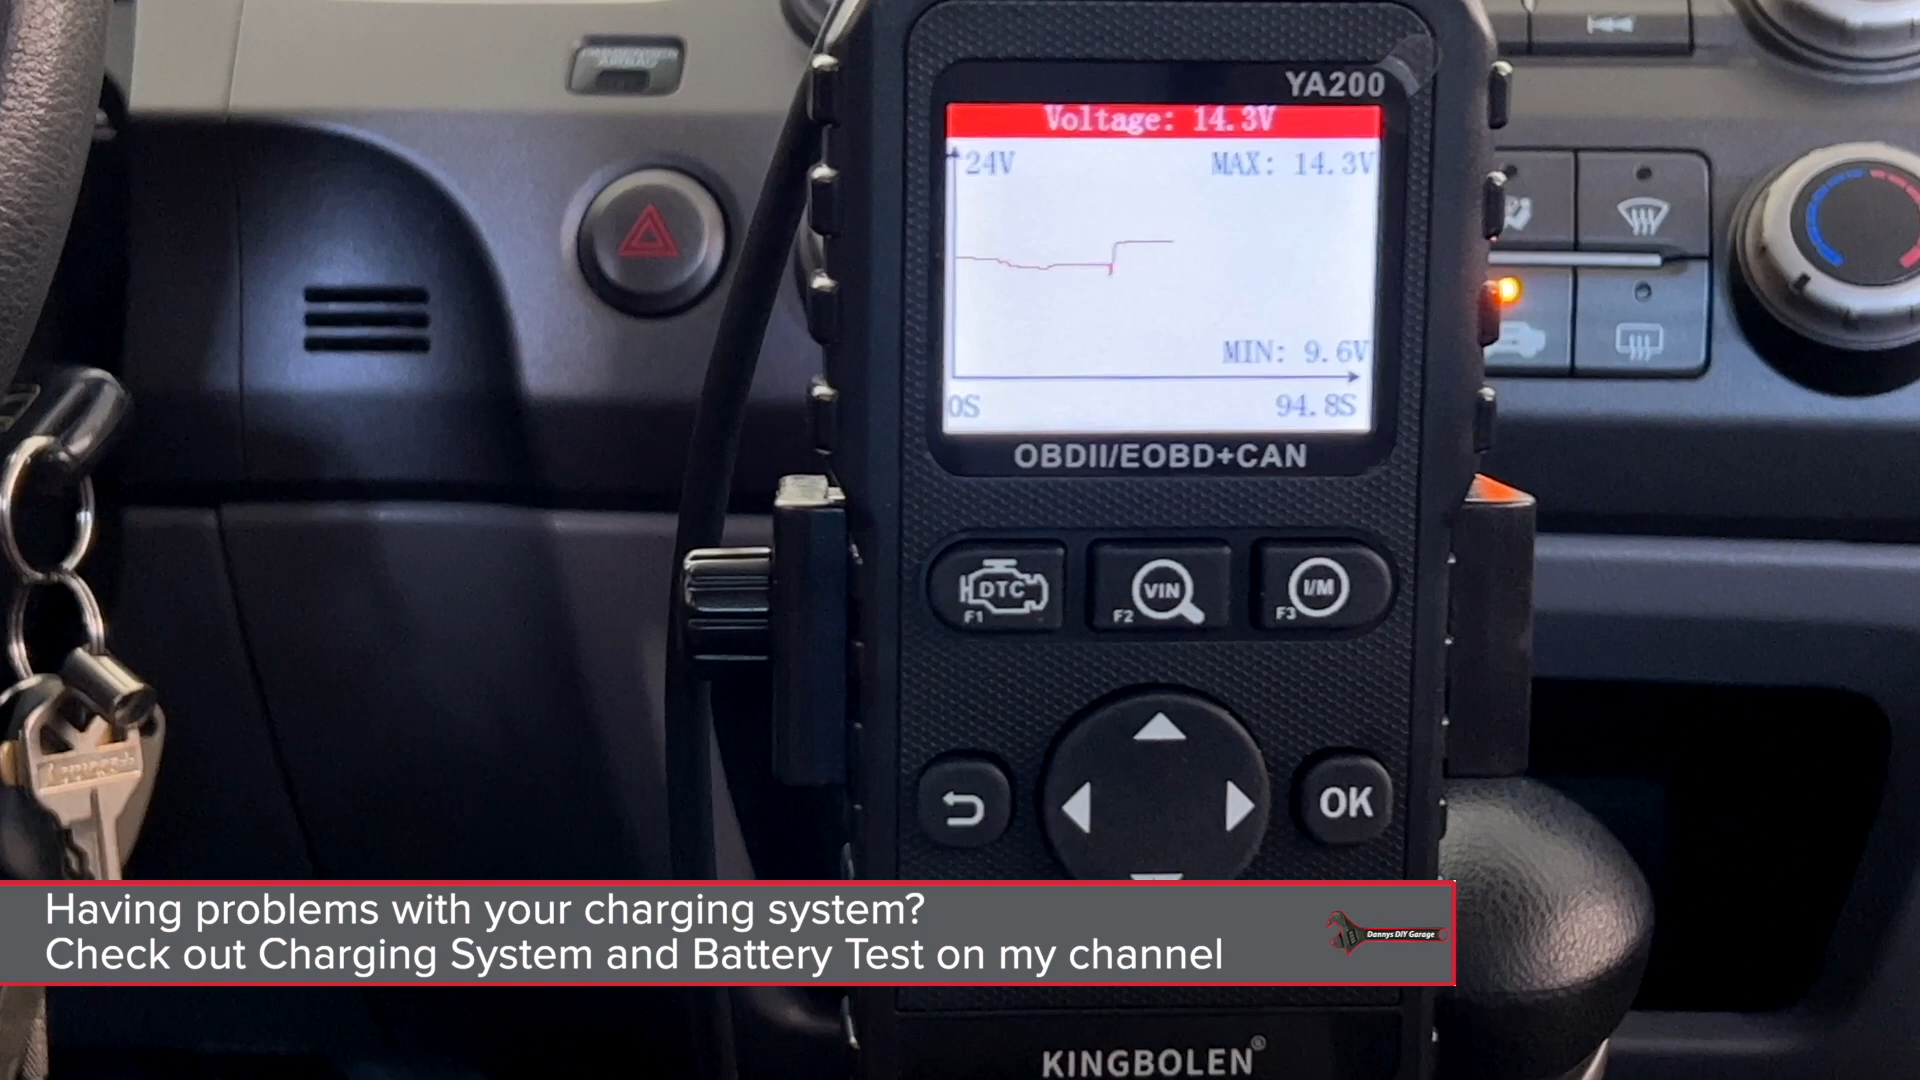 PASSENGER
AIRBAG
YA200
Voltage: 14.3V
24V
MAX: 14.3V
MIN: 9.6V
0S
94.8S
OBDII/EOBD+CAN
DTC
F1
VIN
F2
I/M
F3
OK
Having problems with your charging system?
Check out Charging System and Battery Test on my channel
Dannys DIY Garage
KINGBOLEN®